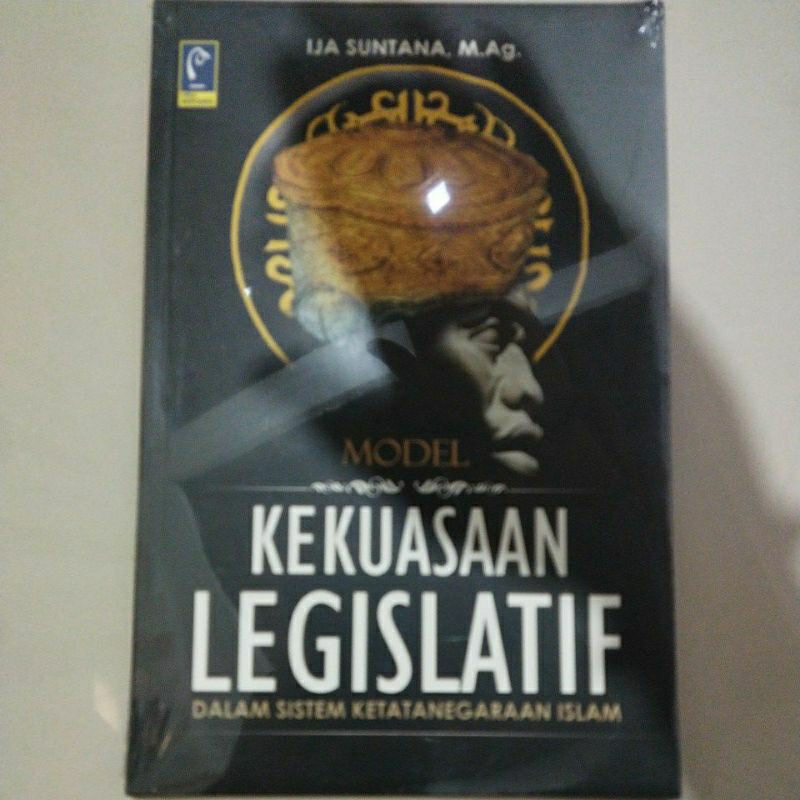 IJA SUNTANA, M.Ag.
MODEL
KEKUASAAN
LEGISLATIF
DALAM SISTEM KETATANEGARAAN ISLAM